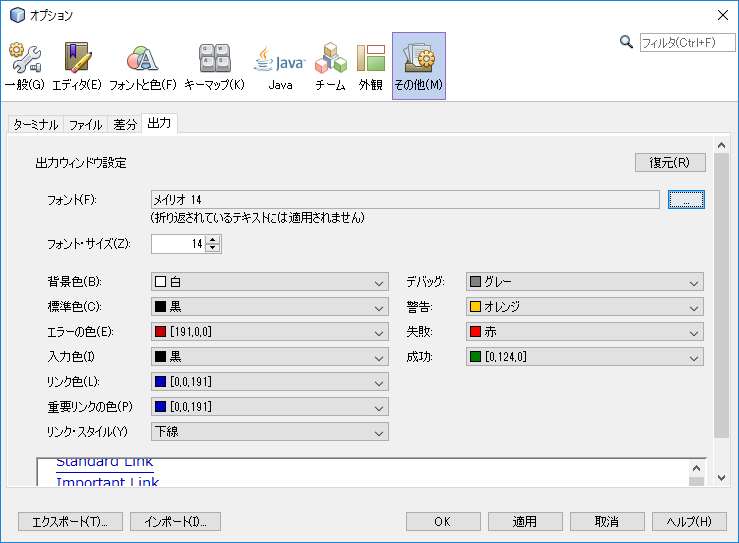 オプション
フィルタ(Ctrl+F)
一般(G) エディタ(E) フォントと色(F) キーマップ(K) Java チーム 外観 その他(M)
Java
ターミナル ファイル 差分 出力
出力ウィンドウ設定 復元(R)
フォント(F): メイリオ 14 ...
(折り返されているテキストには適用されません)
フォント・サイズ(Z): 14
背景色(B): 白 デバッグ: グレー
標準色(C): 黒 警告: オレンジ
エラーの色(E): [191,0,0] 失敗: 赤
入力色(I) 黒 成功: [0,124,0]
リンク色(L): [0,0,191]
重要リンクの色(P) [0,0,191]
リンク・スタイル(Y) 下線
Standard Link
Important Link
エクスポート(T)... インポート(I)... OK 適用 取消 ヘルプ(H)